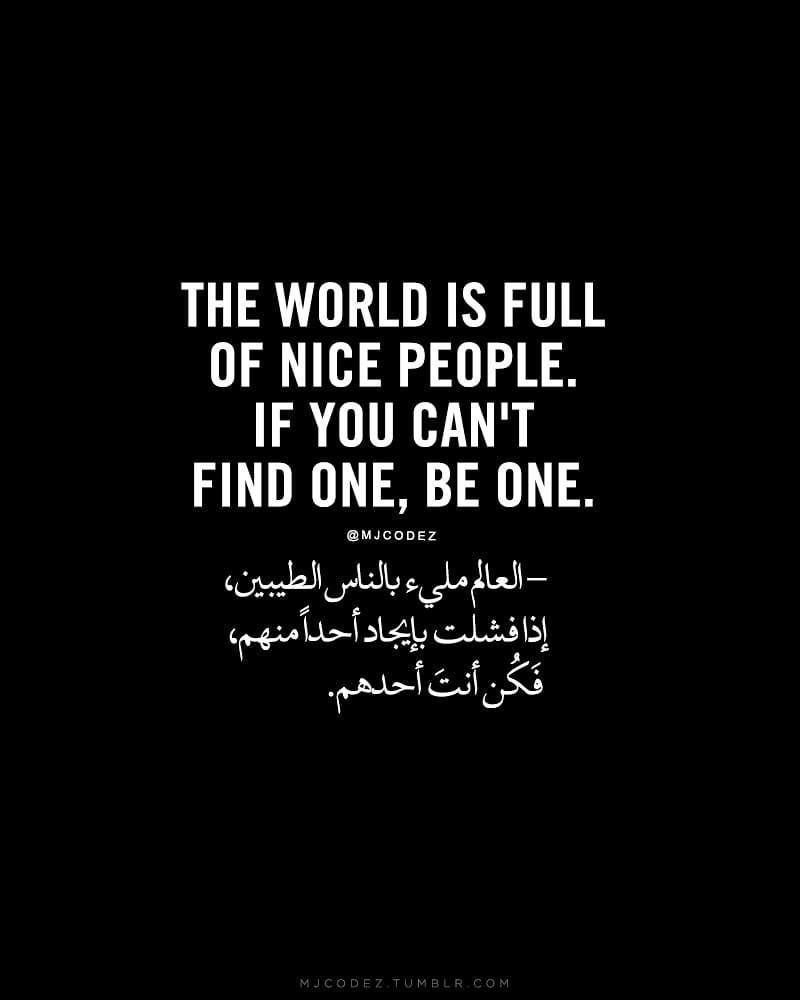 THE WORLD IS FULL
OF NICE PEOPLE.
IF YOU CAN'T
FIND ONE, BE ONE.
@MJCODEZ
– العالم مليء بالناس الطيبين،
إذا فشلت بإيجاد أحداً منهم،
فَكُن أنتَ أحدهم.
MJCODEZ.TUMBLR.COM